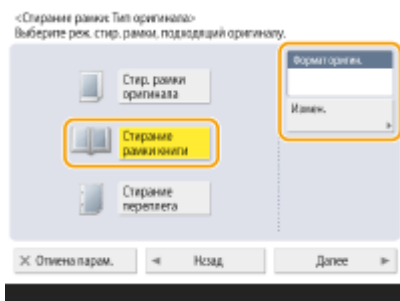 <Стирание рамки: Тип оригинала>
Выберите реж. стир. рамки, подходящий оригиналу.
Стир. рамки
оригинала
Стирание
рамки книги
Стирание
переплета
Формат оригин.
Измен.
Отмена парам.
Назад
Далее